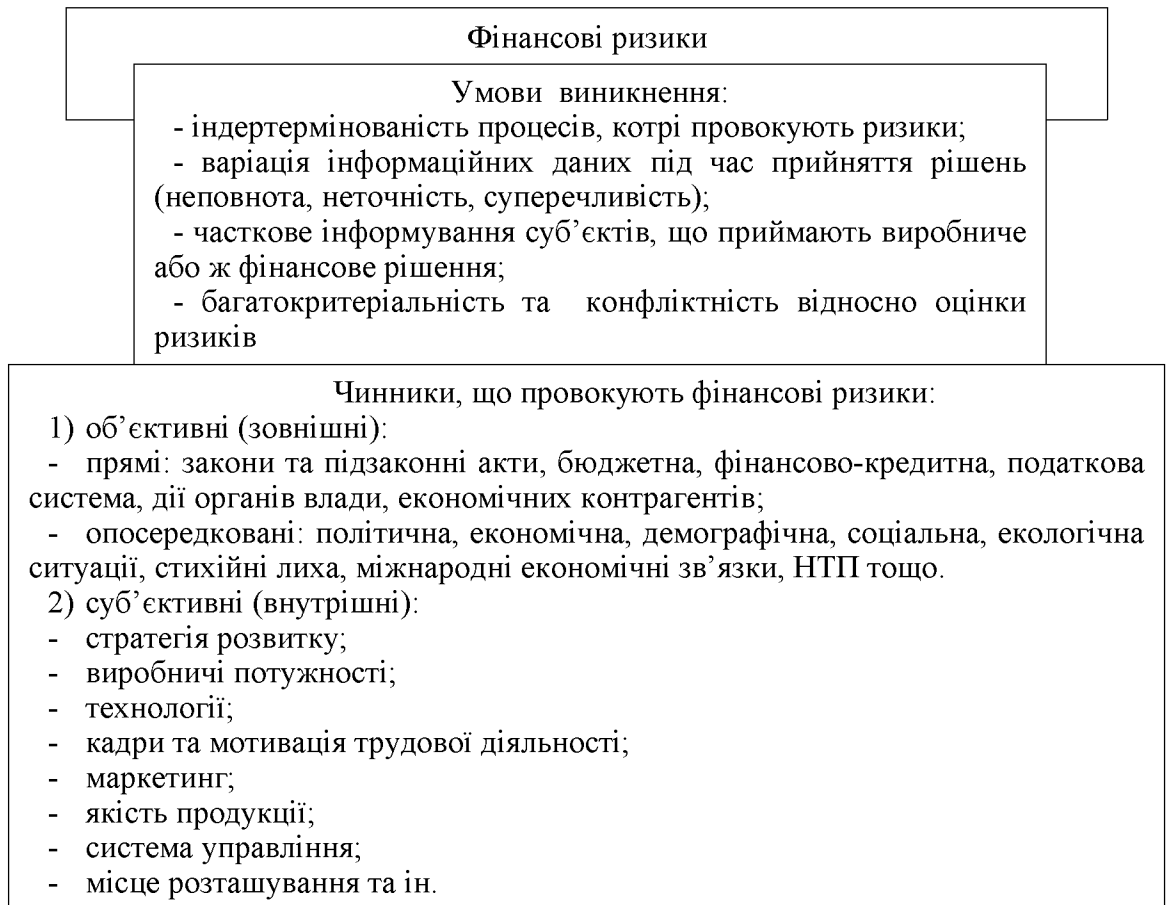 Фінансові ризики
Умови виникнення:
- індертермінованість процесів, котрі провокують ризики;
- варіація інформаційних даних під час прийняття рішень
(неповнота, неточність, суперечливість);
- часткове інформування суб’єктів, що приймають виробниче
або ж фінансове рішення;
- багатокритеріальність та конфліктність відносно оцінки
ризиків
Чинники, що провокують фінансові ризики:
1) об’єктивні (зовнішні):
- прямі: закони та підзаконні акти, бюджетна, фінансово-кредитна, податкова
система, дії органів влади, економічних контрагентів;
- опосередковані: політична, економічна, демографічна, соціальна, екологічна
ситуації, стихійні лиха, міжнародні економічні зв’язки, НТП тощо.
2) суб’єктивні (внутрішні):
- стратегія розвитку;
- виробничі потужності;
- технології;
- кадри та мотивація трудової діяльності;
- маркетинг;
- якість продукції;
- система управління;
- місце розташування та ін.